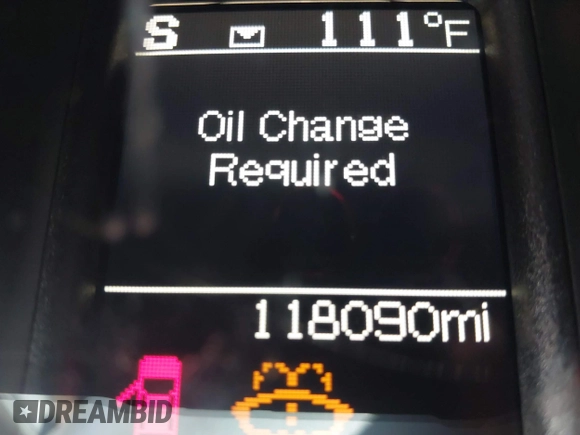 S 111°F
Oil Change
Required
118090mi
DREAMBID